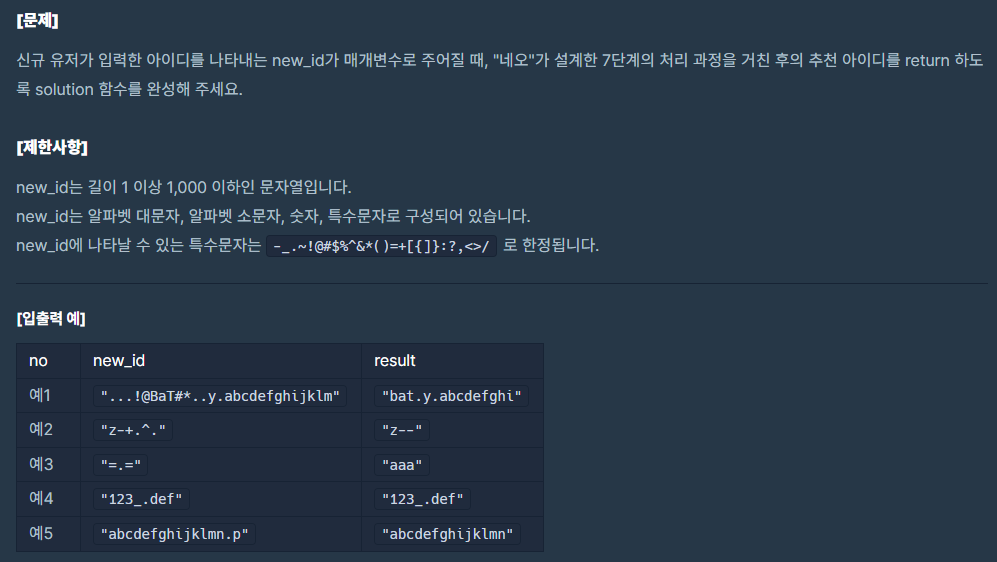 [문제]
신규 유저가 입력한 아이디를 나타내는 new_id가 매개변수로 주어질 때, "네오"가 설계한 7단계의 처리 과정을 거친 후의 추천 아이디를 return 하도
록 solution 함수를 완성해 주세요.
[제한사항]
new_id는 길이 1 이상 1,000 이하인 문자열입니다.
new_id는 알파벳 대문자, 알파벳 소문자, 숫자, 특수문자로 구성되어 있습니다.
new_id에 나타날 수 있는 특수문자는 -_.~!@#$%^&*()=+[{]}:?,<>/ 로 한정됩니다.
[입출력 예]
no new_id result
예1 "...!@BaT#*..y.abcdefghijklm" "bat.y.abcdefghi"
예2 "z-+.^." "z--"
예3 "=.=" "aaa"
예4 "123_.def" "123_.def"
예5 "abcdefghijklmn.p" "abcdefghijklmn"